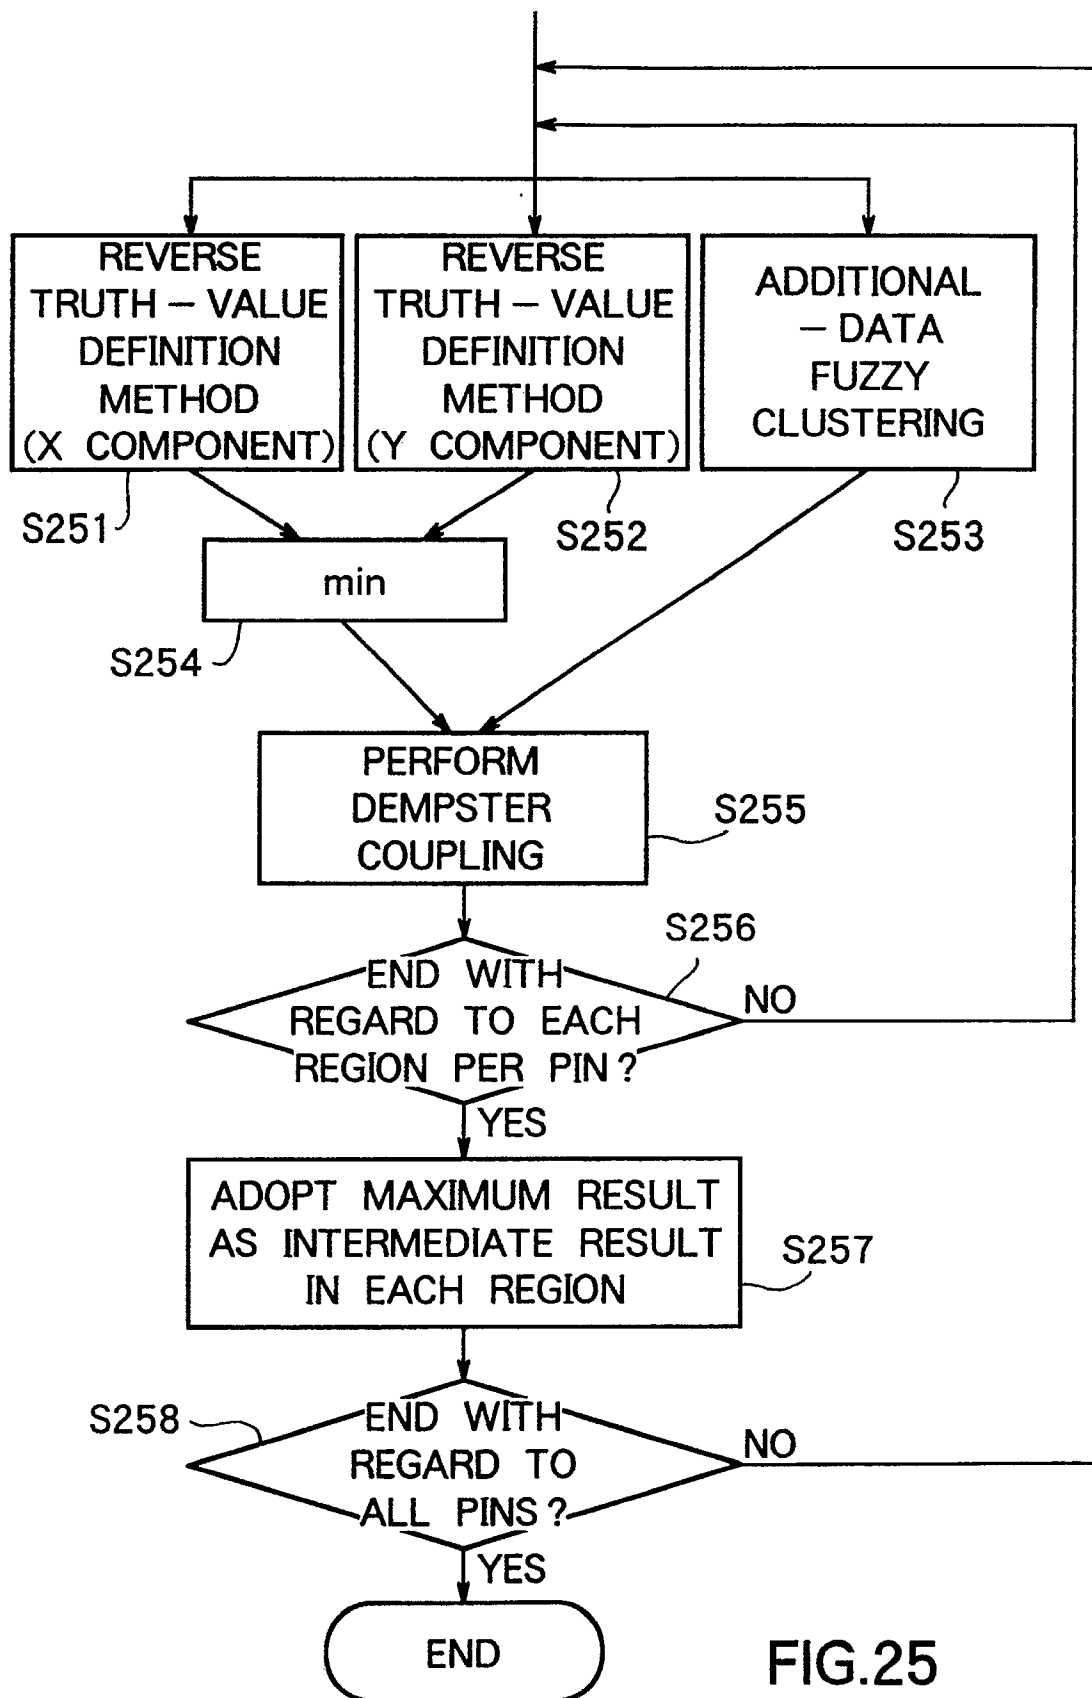 REVERSE
TRUTH – VALUE
DEFINITION
METHOD
(X COMPONENT)
S251
REVERSE
TRUTH – VALUE
DEFINITION
METHOD
(Y COMPONENT)
S252
ADDITIONAL
– DATA
FUZZY
CLUSTERING
S253
min
S254
PERFORM
DEMPSTER
COUPLING
S255
END WITH
REGARD TO EACH
REGION PER PIN?
S256
NO
YES
ADOPT MAXIMUM RESULT
AS INTERMEDIATE RESULT
IN EACH REGION
S257
S258
END WITH
REGARD TO
ALL PINS?
NO
YES
END
FIG.25